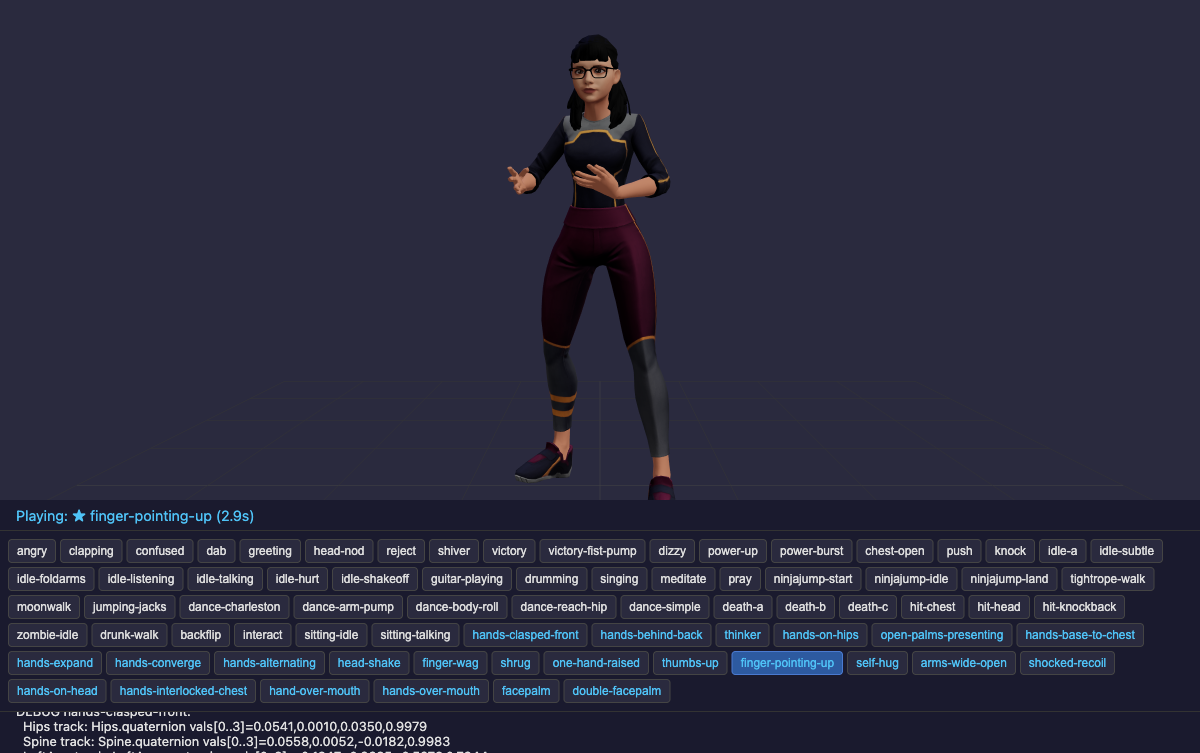 Playing: ★ finger-pointing-up (2.9s)
angry clapping confused dab greeting head-nod reject shiver victory victory-fist-pump dizzy power-up power-burst chest-open push knock idle-a idle-subtle
idle-foldarms idle-listening idle-talking idle-hurt idle-shakeoff guitar-playing drumming singing meditate pray ninjajump-start ninjajump-idle ninjajump-land tightrope-walk
moonwalk jumping-jacks dance-charleston dance-arm-pump dance-body-roll dance-reach-hip dance-simple death-a death-b death-c hit-chest hit-head hit-knockback
zombie-idle drunk-walk backflip interact sitting-idle sitting-talking hands-clasped-front hands-behind-back thinker hands-on-hips open-palms-presenting hands-base-to-chest
hands-expand hands-converge hands-alternating head-shake finger-wag shrug one-hand-raised thumbs-up finger-pointing-up self-hug arms-wide-open shocked-recoil
hands-on-head hands-interlocked-chest hand-over-mouth hands-over-mouth facepalm double-facepalm
DEBUG hands-clasped-front:
Hips track: Hips.quaternion vals[0..3]=0.0541,0.0010,0.0350,0.9979
Spine track: Spine.quaternion vals[0..3]=0.0558,0.0052,-0.0182,0.9983